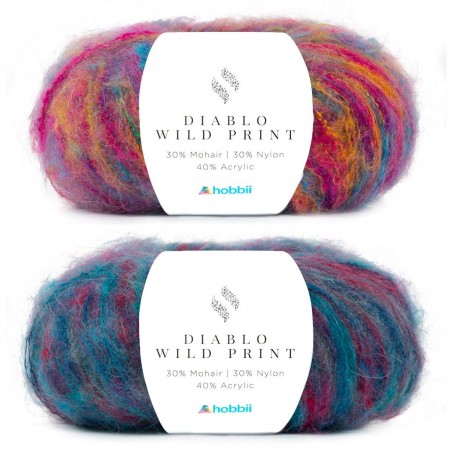 DIABLO
WILD PRINT
30% Mohair | 30% Nylon
40% Acrylic
hobbii
DIABLO
WILD PRINT
30% Mohair | 30% Nylon
40% Acrylic
hobbii